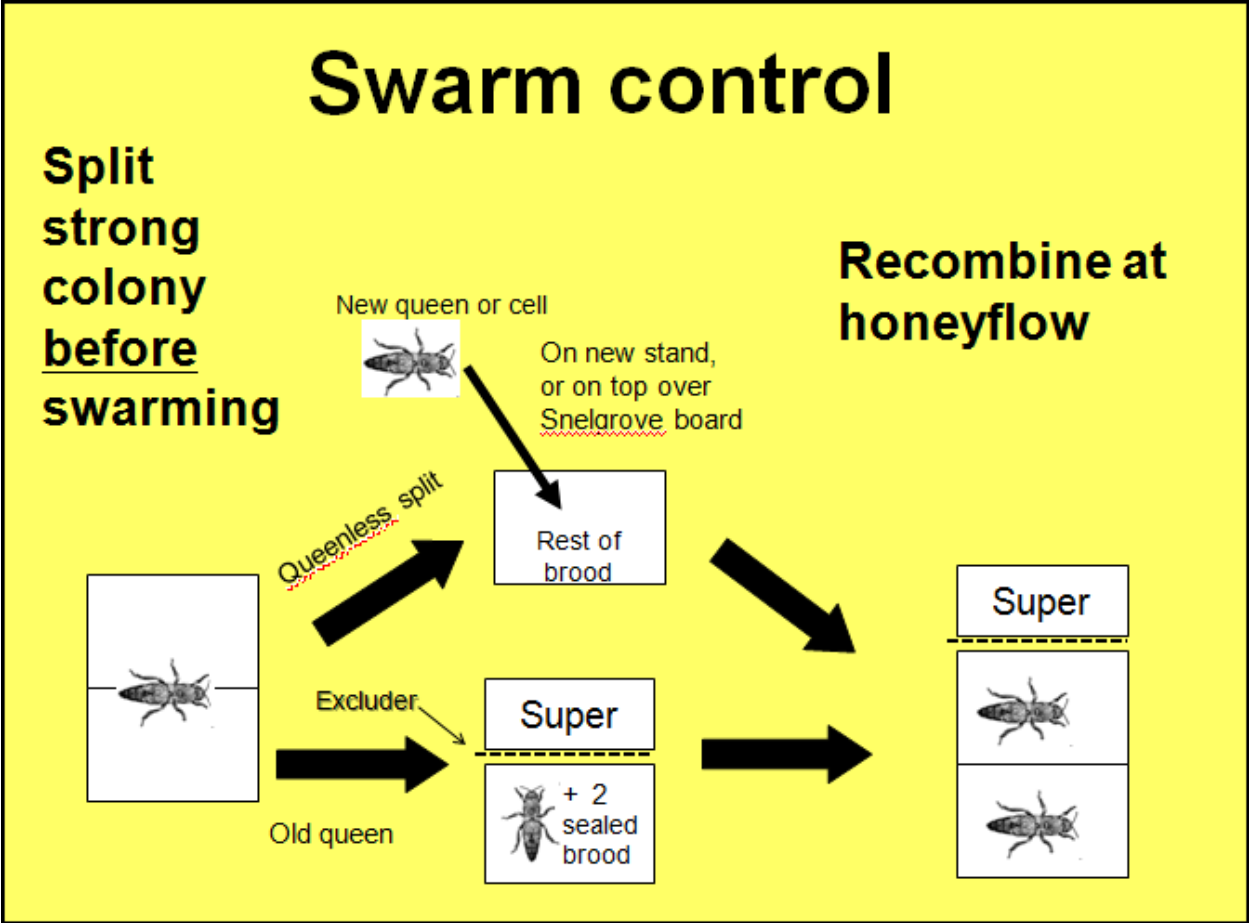 Swarm control
Split
strong
colony
before
swarming
Recombine at
honeyflow
New queen or cell
On new stand,
or on top over
Snelgrove board
Queenless split
Rest of
brood
Super
Excluder
Super
+ 2
sealed
brood
Old queen